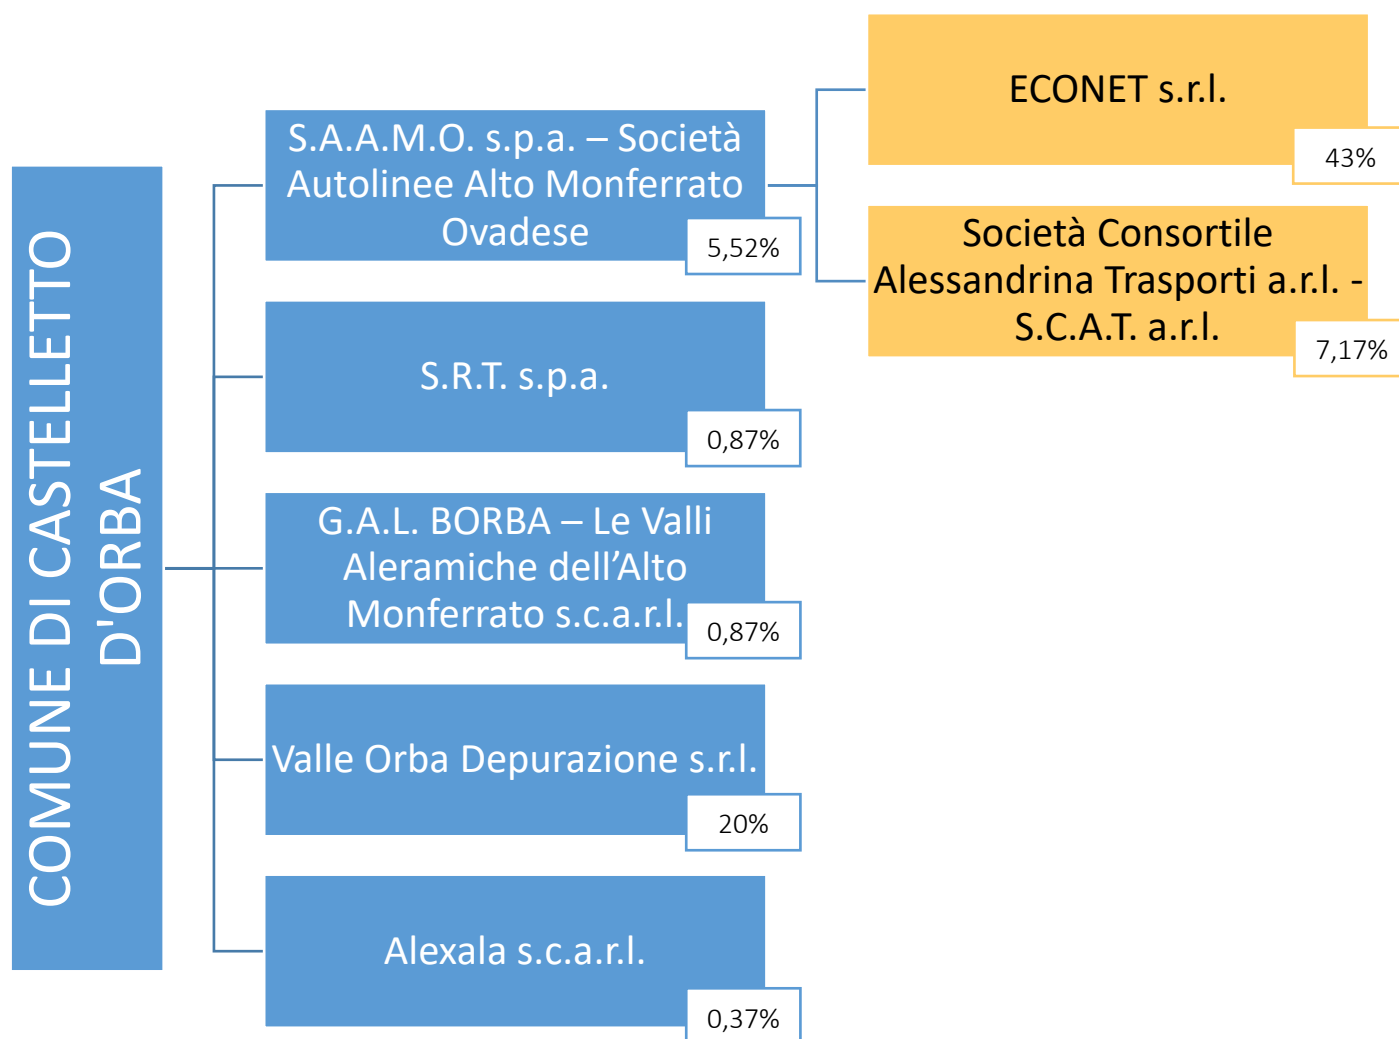 COMUNE DI CASTELLETTO
D'ORBA
S.A.A.M.O. s.p.a. – Società
Autolinee Alto Monferrato
Ovadese
5,52%
ECONET s.r.l.
43%
Società Consortile
Alessandrina Trasporti a.r.l. -
S.C.A.T. a.r.l.
7,17%
S.R.T. s.p.a.
0,87%
G.A.L. BORBA – Le Valli
Aleramiche dell’Alto
Monferrato s.c.a.r.l.
0,87%
Valle Orba Depurazione s.r.l.
20%
Alexala s.c.a.r.l.
0,37%